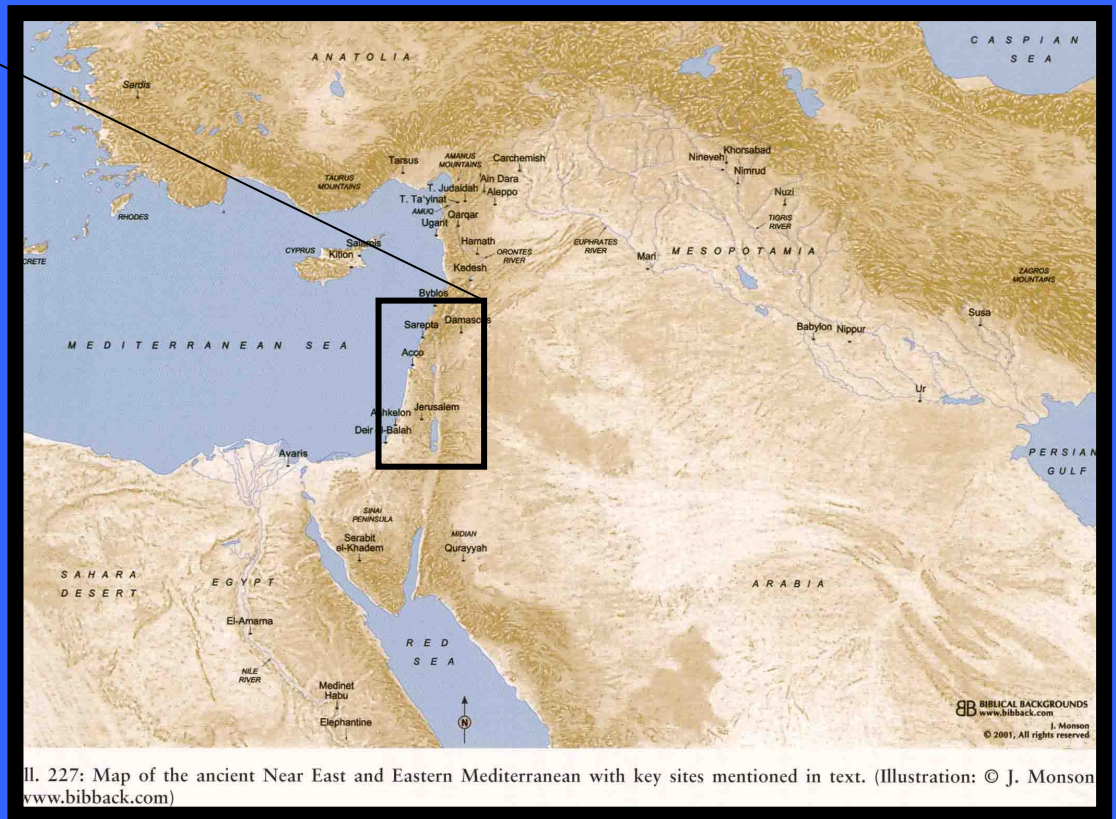 CASPIAN
SEA
ANATOLIA
Sardis
Khorsabad
Nineveh
Nimrud
Tarsus
AMANUS
MOUNTAINS
Carchemish
TAURUS
MOUNTAINS
Ain Dara
T. Judaidah
Aleppo
T. Ta'yinat
Nuzi
AMUQ
Qarqar
Ugarit
RHODES
TIGRIS
RIVER
Salamis
CYPRUS
Kition
Hamath
ORONTES
RIVER
EUPHRATES
RIVER
Mari
MESOPOTAMIA
CRETE
Kedesh
ZAGROS
MOUNTAINS
Byblos
Susa
Sarepta
Damascus
Babylon
Nippur
MEDITERRANEAN SEA
Acco
Ur
Ashkelon
Jerusalem
Deir el-Balah
Avaris
PERSIAN
GULF
SINAI
PENINSULA
Serabit
el-Khadem
MIDIAN
Qurayyah
SAHARA
DESERT
EGYPT
ARABIA
El-Amarna
RED
SEA
NILE
RIVER
Medinet
Habu
Elephantine
N
BB BIBLICAL BACKGROUNDS
www.bibback.com
J. Monson
© 2001, All rights reserved
ll. 227: Map of the ancient Near East and Eastern Mediterranean with key sites mentioned in text. (Illustration: © J. Monson
www.bibback.com)